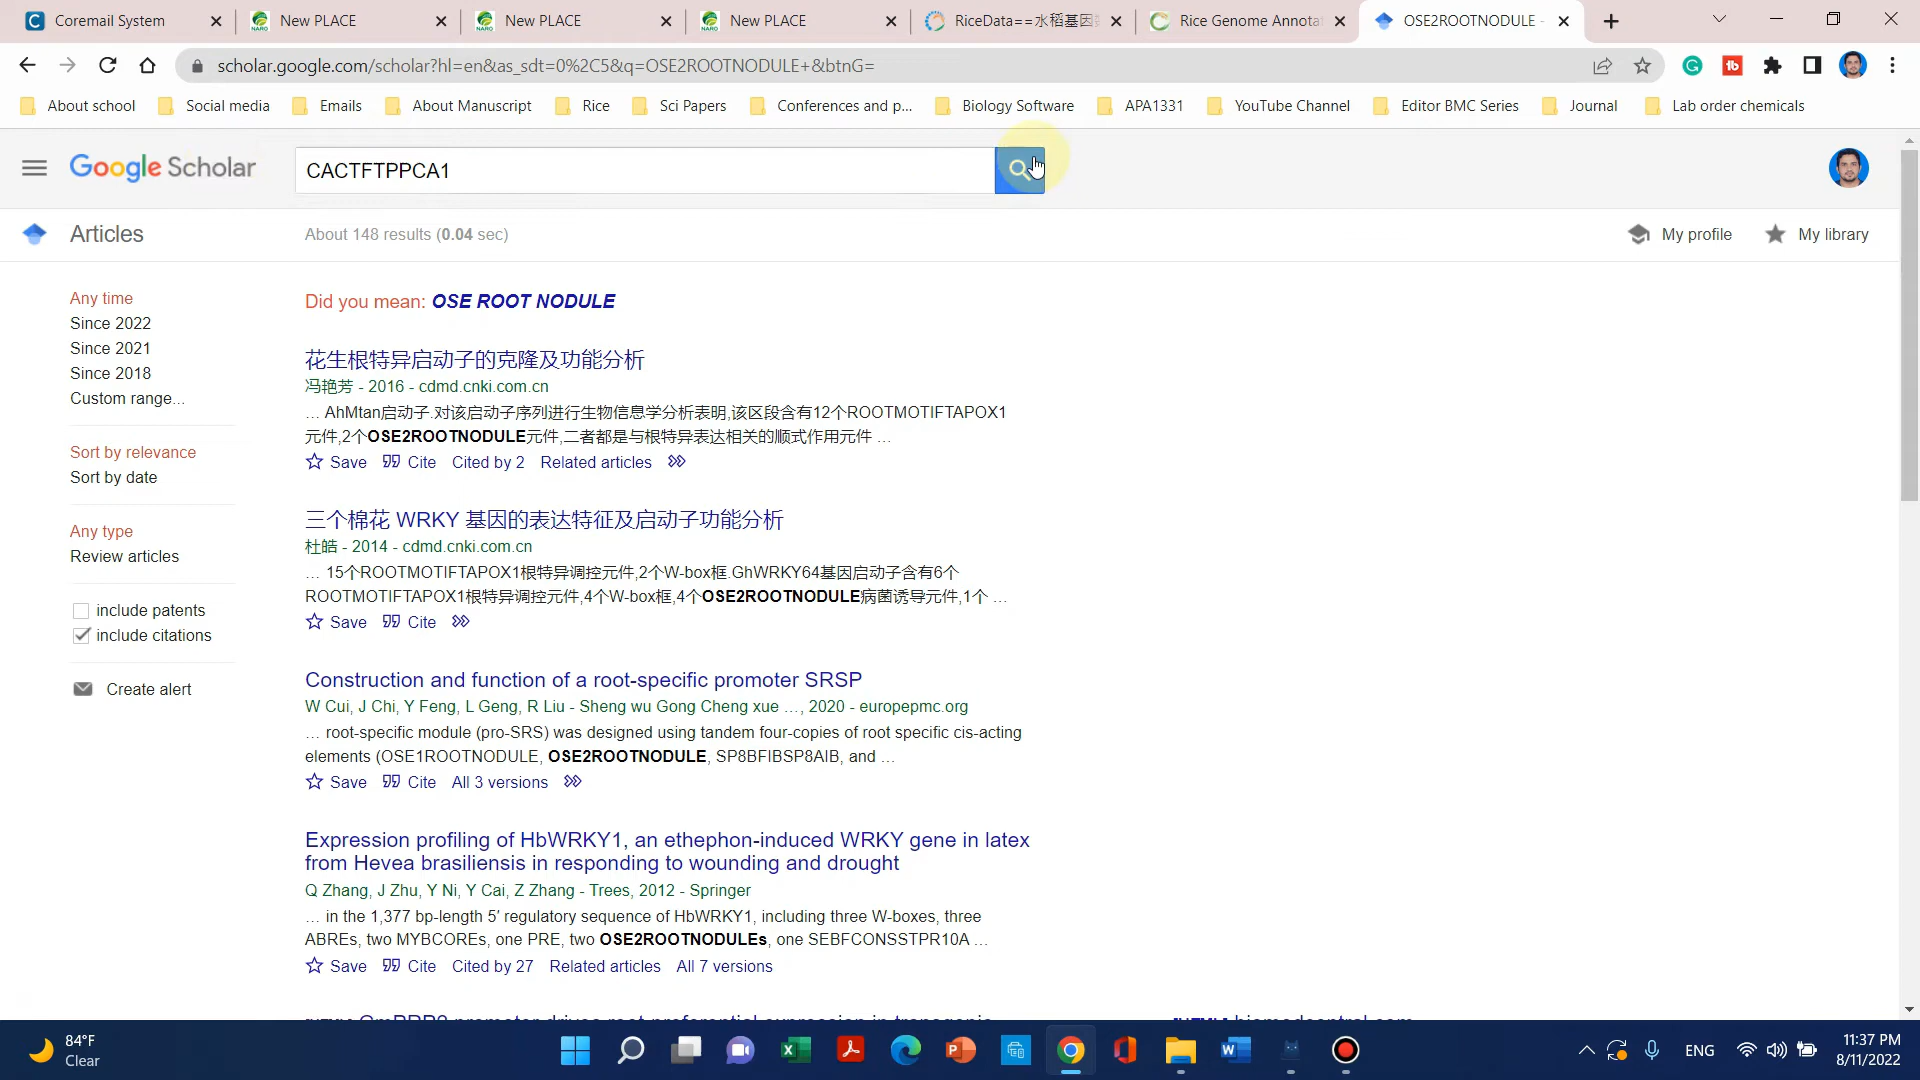 Coremail System
New PLACE
New PLACE
New PLACE
RiceData==水稻基因
Rice Genome Annota
OSE2ROOTNODULE -
scholar.google.com/scholar?hl=en&as_sdt=0%2C5&q=OSE2ROOTNODULE+&btnG=
About school
Social media
Emails
About Manuscript
Rice
Sci Papers
Conferences and p...
Biology Software
APA1331
YouTube Channel
Editor BMC Series
Journal
Lab order chemicals
Google Scholar
CACTFTPPCA1
Articles
About 148 results (0.04 sec)
My profile
My library
Any time
Since 2022
Since 2021
Since 2018
Custom range...
Sort by relevance
Sort by date
Any type
Review articles
include patents
include citations
Create alert
Did you mean: OSE ROOT NODULE
花生根特异启动子的克隆及功能分析
冯艳芳 - 2016 - cdmd.cnki.com.cn
… AhMtan启动子.对该启动子序列进行生物信息学分析表明,该区段含有12个ROOTMOTIFTAPOX1
元件,2个OSE2ROOTNODULE元件,二者都是与根特异表达相关的顺式作用元件 …
Save Cite Cited by 2 Related articles
三个棉花 WRKY 基因的表达特征及启动子功能分析
杜皓 - 2014 - cdmd.cnki.com.cn
… 15个ROOTMOTIFTAPOX1根特异调控元件,2个W-box框.GhWRKY64基因启动子含有6个
ROOTMOTIFTAPOX1根特异调控元件,4个W-box框,4个OSE2ROOTNODULE病菌诱导元件,1个 …
Save Cite
Construction and function of a root-specific promoter SRSP
W Cui, J Chi, Y Feng, L Geng, R Liu - Sheng wu Gong Cheng xue …, 2020 - europepmc.org
… root-specific module (pro-SRS) was designed using tandem four-copies of root specific cis-acting
elements (OSE1ROOTNODULE, OSE2ROOTNODULE, SP8BFIBSP8AIB, and …
Save Cite All 3 versions
Expression profiling of HbWRKY1, an ethephon-induced WRKY gene in latex
from Hevea brasiliensis in responding to wounding and drought
Q Zhang, J Zhu, Y Ni, Y Cai, Z Zhang - Trees, 2012 - Springer
… in the 1,377 bp-length 5′ regulatory sequence of HbWRKY1, including three W-boxes, three
ABREs, two MYBCOREs, one PRE, two OSE2ROOTNODULEs, one SEBFCONSSTPR10A …
Save Cite Cited by 27 Related articles All 7 versions
84°F
Clear
ENG
11:37 PM
8/11/2022